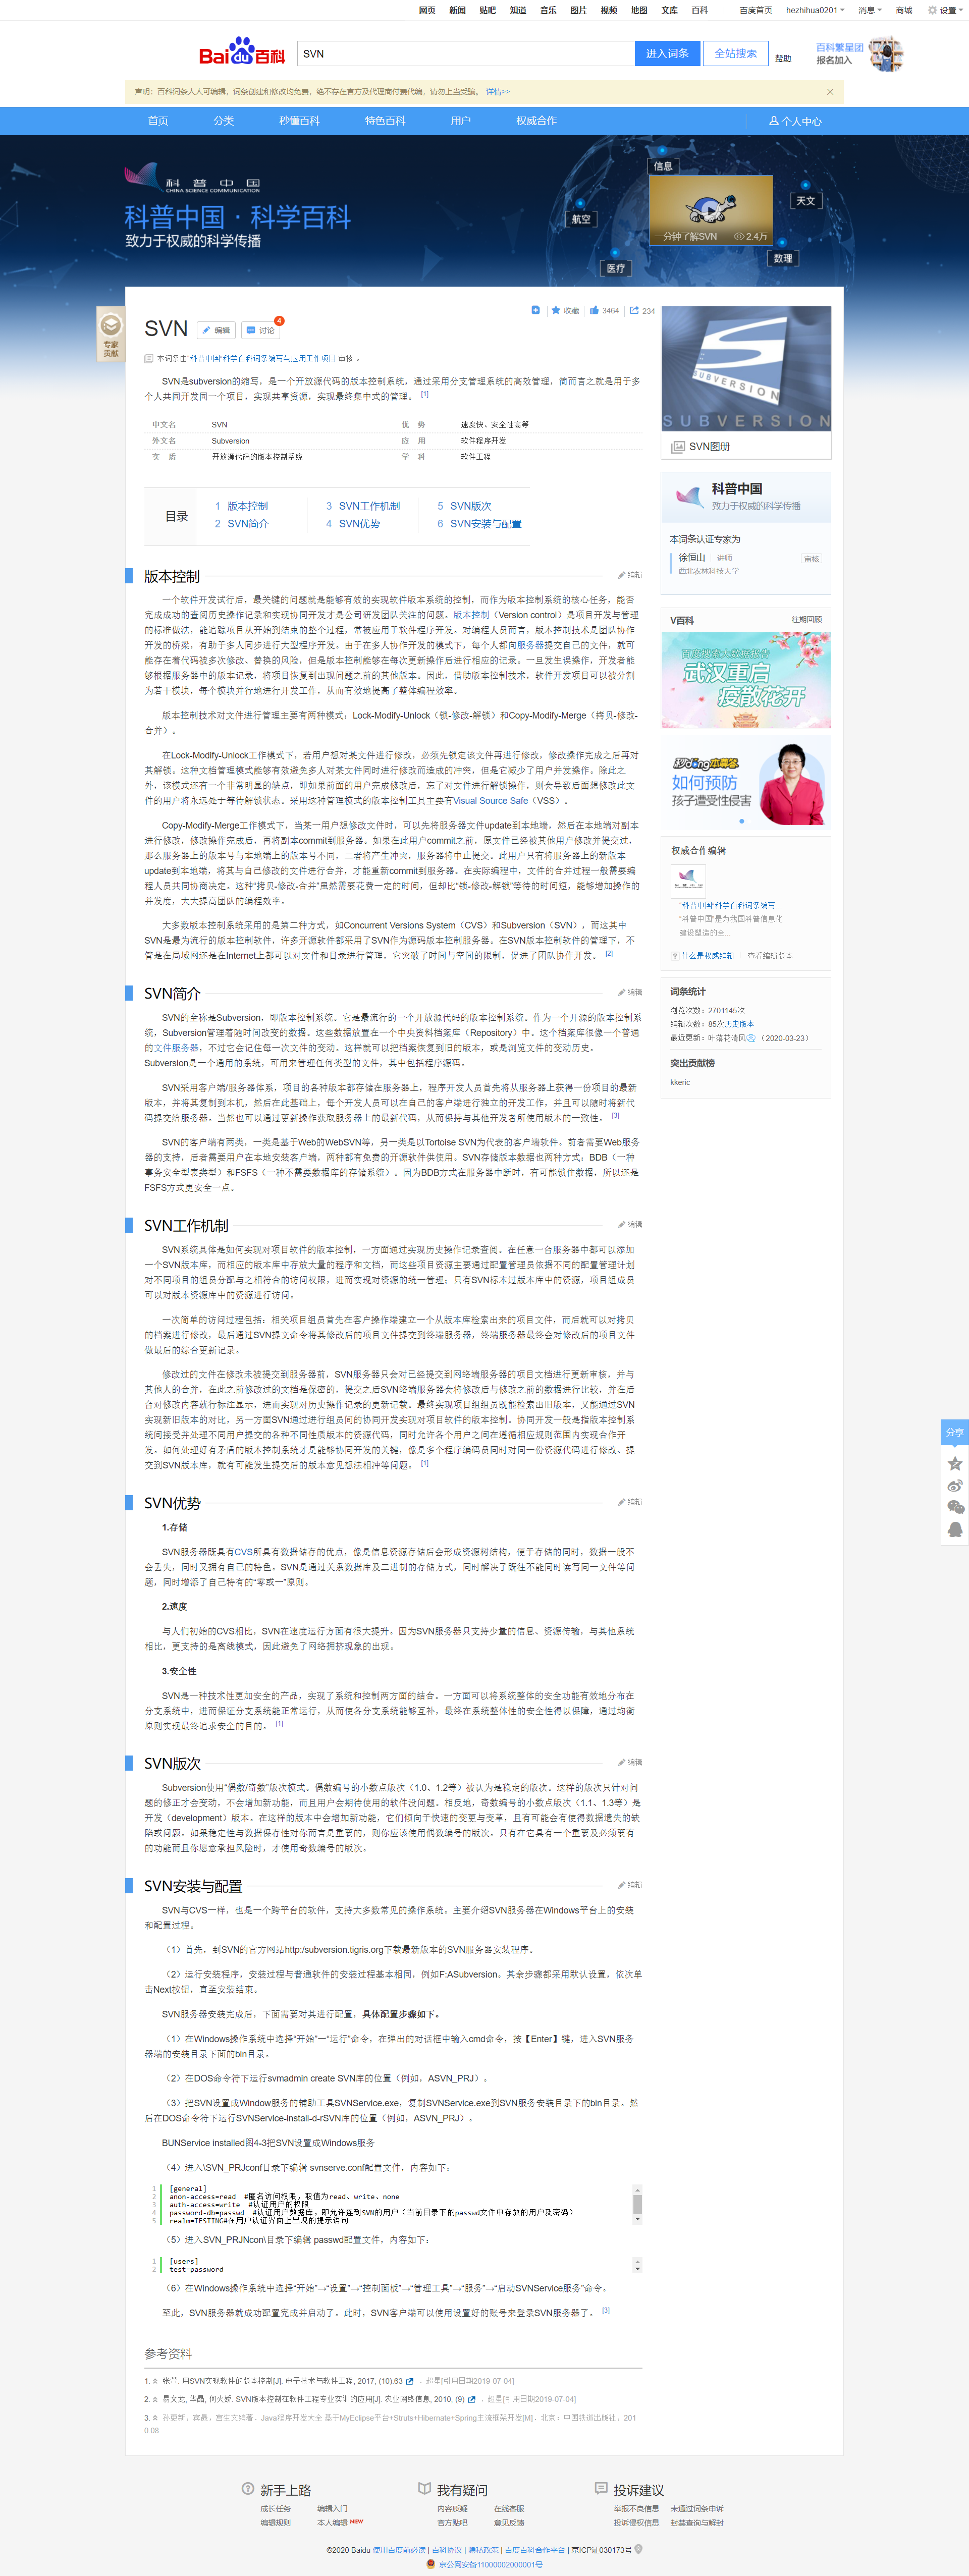 网页 新闻 贴吧 知道 音乐 图片 视频 地图 文库 百科 百度首页 hezhihua0201 消息 商城 设置
Bai du 百科 SVN 进入词条 全站搜索 帮助
百科繁星团
报名加入
声明：百科词条人人可编辑，词条创建和修改均免费，绝不存在官方及代理商付费代编，请勿上当受骗。 详情>>
首页 分类 秒懂百科 特色百科 用户 权威合作 个人中心
科普中国
CHINA SCIENCE COMMUNICATION
科普中国·科学百科
致力于权威的科学传播
信息
天文
航空
一分钟了解SVN 2.4万
数理
医疗
专家
贡献
SVN 编辑 讨论 4
收藏 3464 234
本词条由“科普中国”科学百科词条编写与应用工作项目 审核 。
SVN是subversion的缩写，是一个开放源代码的版本控制系统，通过采用分支管理系统的高效管理，简而言之就是用于多
个人共同开发同一个项目，实现共享资源，实现最终集中式的管理。 [1]
中文名 SVN 优 势 速度快、安全性高等
外文名 Subversion 应 用 软件程序开发
实 质 开放源代码的版本控制系统 学 科 软件工程
目录
1 版本控制
2 SVN简介
3 SVN工作机制
4 SVN优势
5 SVN版次
6 SVN安装与配置
SUBVERSION
SUBVERSION
SVN图册
科普中国
致力于权威的科学传播
本词条认证专家为
徐恒山 讲师 审核
西北农林科技大学
V百科 往期回顾
百度搜索大数据报告
武汉重启
疫散花开
如何预防
孩子遭受性侵害
权威合作编辑
“科普中国”科学百科词条编写...
“科普中国”是为我国科普信息化
建设塑造的全...
? 什么是权威编辑 查看编辑版本
词条统计
浏览次数：2701145次
编辑次数：85次历史版本
最近更新：叶落花清风 （2020-03-23）
突出贡献榜
kkeric
版本控制 编辑
一个软件开发试行后，最关键的问题就是能够有效的实现软件版本系统的控制，而作为版本控制系统的核心任务，能否
完成成功的查阅历史操作记录和实现协同开发才是公司研发团队关注的问题。版本控制（Version control）是项目开发与管理
的标准做法，能追踪项目从开始到结束的整个过程。常被应用于软件程序开发。对编程人员而言，版本控制技术是团队协作
开发的桥梁，有助于多人同步进行大型程序开发。由于在多人协作开发的模式下，每个人都向服务器提交自己的文件，就可
能存在着代码被多次修改、替换的风险，但是版本控制能够在每次更新操作后进行相应的记录。一旦发生误操作，开发者能
够根据服务器中的版本记录，将项目恢复到出现问题之前的其他版本。因此，借助版本控制技术，软件开发项目可以被分割
为若干模块，每个模块并行地进行开发工作，从而有效地提高了整体编程效率。
版本控制技术对文件进行管理主要有两种模式：Lock-Modify-Unlock（锁-修改-解锁）和Copy-Modify-Merge（拷贝-修改-
合并）。
在Lock-Modify-Unlock工作模式下，若用户想对某文件进行修改，必须先锁定该文件再进行修改，修改操作完成之后再对
其解锁。这种文档管理模式能够有效避免多人对某文件同时进行修改而造成的冲突，但是它减少了用户并发操作。除此之
外，该模式还有一个非常明显的缺点，即如果前面的用户完成修改后，忘了对文件进行解锁操作，则会导致后面想修改此文
件的用户将永远处于等待解锁状态。采用这种管理模式的版本控制工具主要有Visual Source Safe（VSS）。
Copy-Modify-Merge工作模式下，当某一用户想修改文件时，可以先将服务器文件update到本地端，然后在本地端对副本
进行修改，修改操作完成后，再将副本commit到服务器。如果在此用户commit之前，原文件已经被其他用户修改并提交过，
那么服务器上的版本号与本地端上的版本号不同，二者将产生冲突，服务器将中止提交。此用户只有将服务器上的新版本
update到本地端，将其与自己修改的文件进行合并，才能重新commit到服务器。在实际编程中，文件的合并过程一般需要编
程人员共同协商决定。这种“拷贝-修改-合并”虽然需要花费一定的时间，但却比“锁-修改-解锁”等待的时间短，能够增加操作的
并发度，大大提高团队的编程效率。
大多数版本控制系统采用的是第二种方式，如Concurrent Versions System（CVS）和Subversion（SVN），而这其中
SVN是最为流行的版本控制软件，许多开源软件都采用了SVN作为源码版本控制服务器。在SVN版本控制软件的管理下，不
管是在局域网还是在Internet上都可以对文件和目录进行管理，它突破了时间与空间的限制，促进了团队协作开发。 [2]
SVN简介 编辑
SVN的全称是Subversion，即版本控制系统。它是最流行的一个开放源代码的版本控制系统。作为一个开源的版本控制系
统，Subversion管理着随时间改变的数据。这些数据放置在一个中央资料档案库（Repository）中。这个档案库很像一个普通
的文件服务器，不过它会记住每一次文件的变动。这样就可以把档案恢复到旧的版本，或是浏览文件的变动历史。
Subversion是一个通用的系统，可用来管理任何类型的文件，其中包括程序源码。
SVN采用客户端/服务器体系，项目的各种版本都存储在服务器上，程序开发人员首先将从服务器上获得一份项目的最新
版本，并将其复制到本机，然后在此基础上，每个开发人员可以在自己的客户端进行独立的开发工作，并且可以随时将新代
码提交给服务器。当然也可以通过更新操作获取服务器上的最新代码，从而保持与其他开发者所使用版本的一致性。 [3]
SVN的客户端有两类，一类是基于Web的WebSVN等，另一类是以Tortoise SVN为代表的客户端软件。前者需要Web服务
器的支持，后者需要用户在本地安装客户端，两种都有免费的开源软件供使用。SVN存储版本数据也两种方式：BDB（一种
事务安全型表类型）和FSFS（一种不需要数据库的存储系统）。因为BDB方式在服务器中断时，有可能锁住数据，所以还是
FSFS方式更安全一点。
SVN工作机制 编辑
SVN系统具体是如何实现对项目软件的版本控制，一方面通过实现历史操作记录查阅。在任意一台服务器中都可以添加
一个SVN版本库，而相应的版本库中存放大量的程序和文档，而这些项目资源主要通过配置管理员依据不同的配置管理计划
对不同项目的组员分配与之相符合的访问权限，进而实现对资源的统一管理；只有SVN标本过版本库中的资源，项目组成员
可以对版本资源库中的资源进行访问。
一次简单的访问过程包括：相关项目组员首先在客户操作端建立一个从版本库检索出来的项目文件，而后就可以对拷贝
的档案进行修改，最后通过SVN提交命令将其修改后的项目文件提交到终端服务器，终端服务器最终会对修改后的项目文件
做最后的综合更新记录。
修改过的文件在修改未被提交到服务器前，SVN服务器只会对已经提交到网络端服务器的项目文档进行更新审核，并与
其他人的合并，在此之前修改过的文档是保密的，提交之后SVN络端服务器会将修改后与修改之前的数据进行比较，并在后
台对修改内容就行标注显示，进而实现对历史操作记录的更新记载，最终实现项目组组员既能检索出旧版本，又能通过SVN
实现新旧版本的对比，另一方面SVN通过进行组员间的协同开发实现对项目软件的版本控制，协同开发一般是指版本控制系
统间接受并处理不同用户提交的各种不同性质版本的资源代码，同时允许各个用户之间在遵循相应规则范围内实现合作开
发。如何处理好有矛盾的版本控制系统才是能够协同开发的关键，像是多个程序编码员同时对同一份资源代码进行修改、提
交到SVN版本库，就有可能发生提交后的版本意见想法相冲等问题。 [1]
SVN优势 编辑
1.存储
SVN服务器既具有CVS所具有数据储存的优点，像是信息资源存储后会形成资源树结构，便于存储的同时，数据一般不
会丢失，同时又拥有自己的特色。SVN是通过关系数据库及二进制的存储方式，同时解决了既往不能同时读写同一文件等问
题，同时增添了自己特有的“零或一”原则。
2.速度
与人们初始的CVS相比，SVN在速度运行方面有很大提升。因为SVN服务器只支持少量的信息、资源传输，与其他系统
相比，更支持的是离线模式，因此避免了网络拥挤现象的出现。
3.安全性
SVN是一种技术性更加安全的产品，实现了系统和控制两方面的结合。一方面可以将系统整体的安全功能有效地分布在
分支系统中，进而保证分支系统能正常运行，从而使各分支系统能够互补，最终在系统整体性的安全性得以保障，通过均衡
原则实现最终追求安全的目的。 [1]
SVN版次 编辑
Subversion使用“偶数/奇数”版次模式。偶数编号的小数点版次（1.0、1.2等）被认为是稳定的版次，这样的版次只针对问
题的修正才会变动。不会增加新功能，而且用户会期待使用的软件没问题。相反地，奇数编号的小数点版次（1.1、1.3等）是
开发（development）版本。在这样的版本中会增加新功能，它们倾向于快速的变更与变革，且有可能会有使得数据遗失的缺
陷或问题。如果稳定性与数据保存性对你而言是重要的，则你应该使用偶数编号的版次。只有在它具有一个重要及必须要有
的功能而且你愿意承担风险时，才使用奇数编号的版次。
SVN安装与配置 编辑
SVN与CVS一样，也是一个跨平台的软件，支持大多数常见的操作系统。主要介绍SVN服务器在Windows平台上的安装
和配置过程。
（1）首先，到SVN的官方网站http:/subversion.tigris.org下载最新版本的SVN服务器安装程序。
（2）运行安装程序，安装过程与普通软件的安装过程基本相同，例如F:ASubversion。其余步骤都采用默认设置，依次单
击Next按钮，直至安装结束。
SVN服务器安装完成后，下面需要对其进行配置，具体配置步骤如下。
（1）在Windows操作系统中选择“开始”一“运行”命令，在弹出的对话框中输入cmd命令，按【Enter】键，进入SVN服务
器端的安装目录下面的bin目录。
（2）在DOS命令符下运行svmadmin create SVN库的位置（例如，ASVN_PRJ）。
（3）把SVN设置成Window服务的辅助工具SVNService.exe，复制SVNService.exe到SVN服务安装目录下的bin目录。然
后在DOS命令符下运行SVNService-install-d-rSVN库的位置（例如，ASVN_PRJ）。
BUNService installed图4-3把SVN设置成Windows服务
（4）进入\SVN_PRJconf目录下编辑 svnserve.conf配置文件，内容如下：
1 [general]
2 anon-access=read #匿名访问权限，取值为read、write、none
3 auth-access=write #认证用户的权限
4 password-db=passwd #认证用户数据库，即允许连到SVN的用户（当前目录下的passwd文件中存放的用户及密码）
5 realm=TESTING#在用户认证界面上出现的提示语句
（5）进入SVN_PRJNcon\目录下编辑 passwd配置文件，内容如下：
1 [users]
2 test=password
（6）在Windows操作系统中选择“开始”→“设置”→“控制面板”→“管理工具”→“服务”→“启动SVNService服务”命令。
至此，SVN服务器就成功配置完成并启动了。此时，SVN客户端可以使用设置好的账号来登录SVN服务器了。 [3]
分享
参考资料
1. 张萱. 用SVN实现软件的版本控制[J]. 电子技术与软件工程, 2017, (10):63 ．超星[引用日期2019-07-04]
2. 易文龙, 华晶, 何火娇. SVN版本控制在软件工程专业实训的应用[J]. 农业网络信息, 2010, (9) ．超星[引用日期2019-07-04]
3. 孙更新，宾晟，宫生文编著．Java程序开发大全 基于MyEclipse平台+Struts+Hibernate+Spring主流框架开发[M]．北京：中国铁道出版社，201
0.08
新手上路 我有疑问 投诉建议
成长任务 编辑入门 内容质疑 在线客服 举报不良信息 未通过词条申诉
编辑规则 本人编辑 NEW 官方贴吧 意见反馈 投诉侵权信息 封禁查询与解封
©2020 Baidu 使用百度前必读 | 百科协议 | 隐私政策 | 百度百科合作平台 | 京ICP证030173号
京公网安备11000002000001号